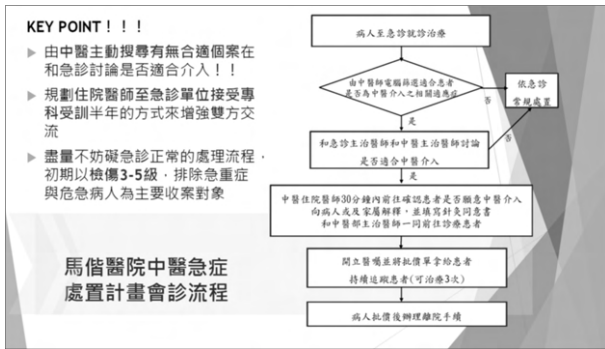 KEY POINT！！！
由中醫主動搜尋有無合適個案在
和急診討論是否適合介入！！
規劃住院醫師至急診單位接受專
科受訓半年的方式來增強雙方交
流
盡量不妨礙急診正常的處理流程，
初期以檢傷3-5級，排除急重症
與危急病人為主要收案對象
馬偕醫院中醫急症
處置計畫會診流程
病人至急診就診治療
由中醫師電腦篩選適合患者
是否為中醫介入之相關適應症
否
依急診
常規處置
是
和急診主治醫師和中醫主治醫師討論
是否適合中醫介入
否
是
中醫住院醫師30分鐘內前往確認患者是否願意中醫介入
向病人或及家屬解釋，並填寫針灸同意書
和中醫部主治醫師一同前往診療患者
開立醫囑並將批價單拿給患者
持續追蹤患者(可治療3次)
病人批價後辦理離院手續